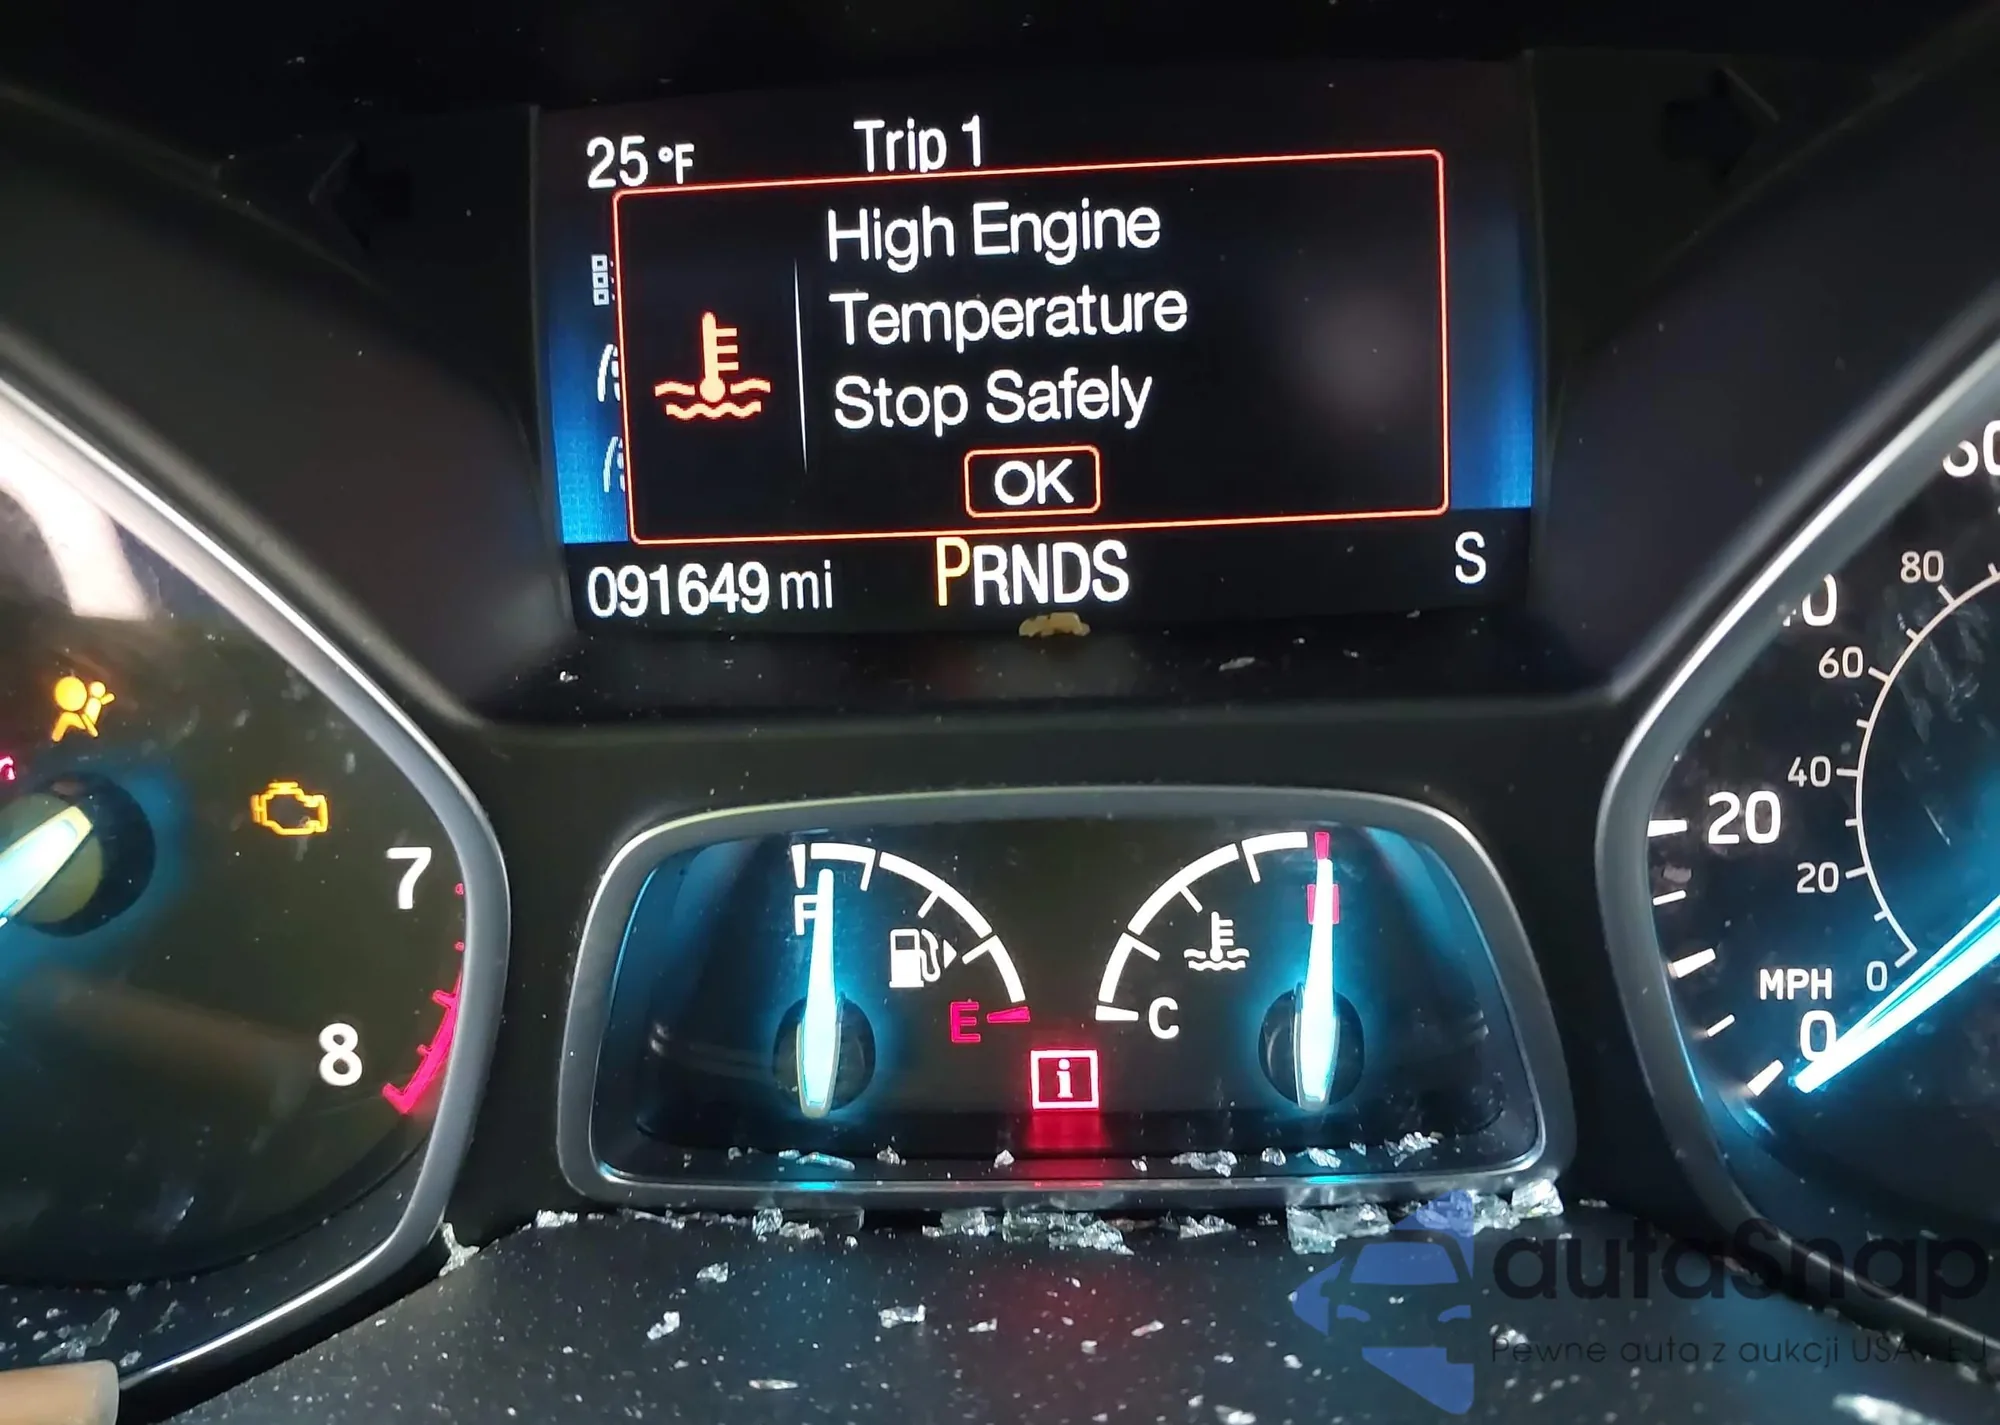 25 °F
Trip 1
High Engine
Temperature
Stop Safely
OK
091649 mi
PRNDS
S
7
8
F
E
C
i
80
60
40
20
0
20
MPH
0
autaSnap
Pewne auta z aukcji USA